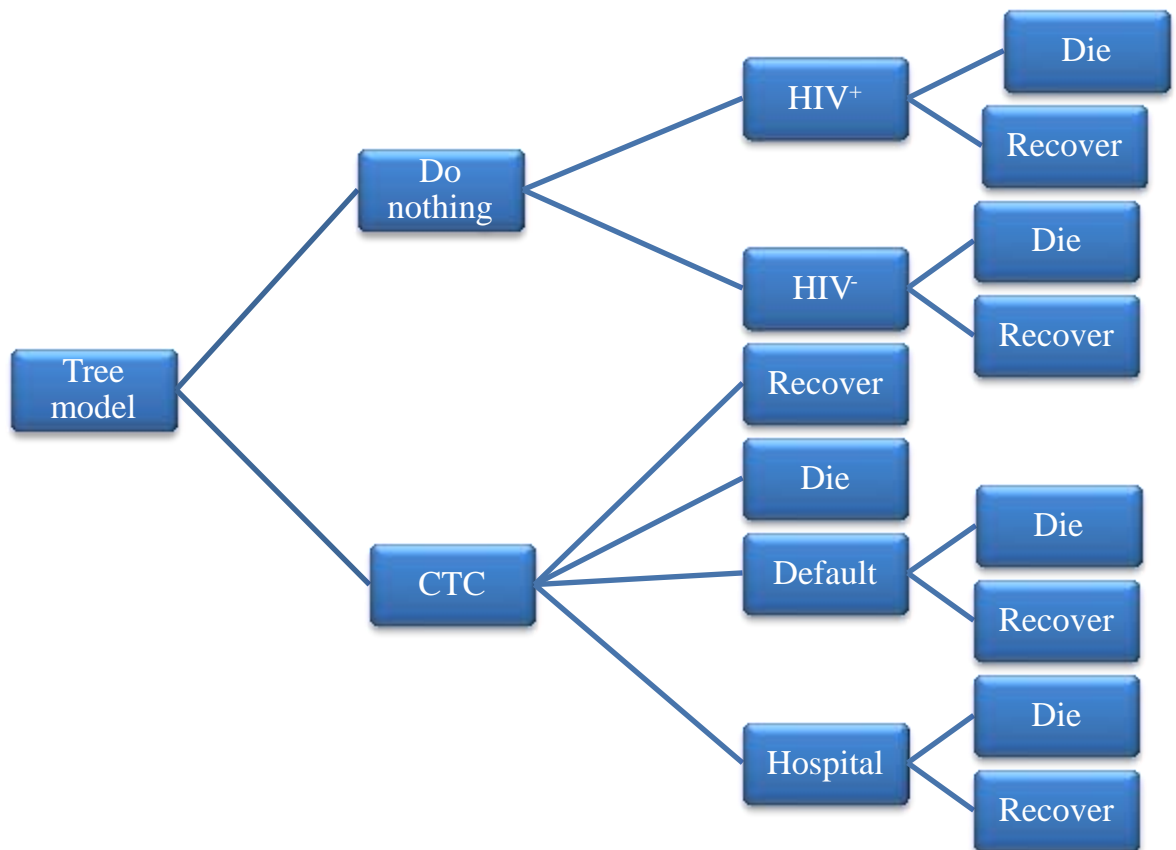 Die
HIV⁺
Recover
Do
nothing
Die
HIV⁻
Recover
Tree
model
Recover
Die
Die
CTC
Default
Recover
Die
Hospital
Recover